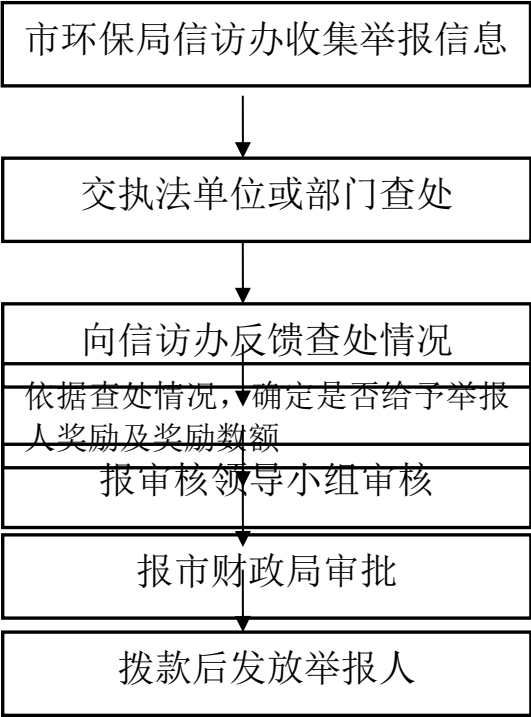 市环保局信访办收集举报信息
交执法单位或部门查处
向信访办反馈查处情况
依据查处情况，确定是否给予举报
人奖励及奖励数额
报审核领导小组审核
报市财政局审批
拨款后发放举报人